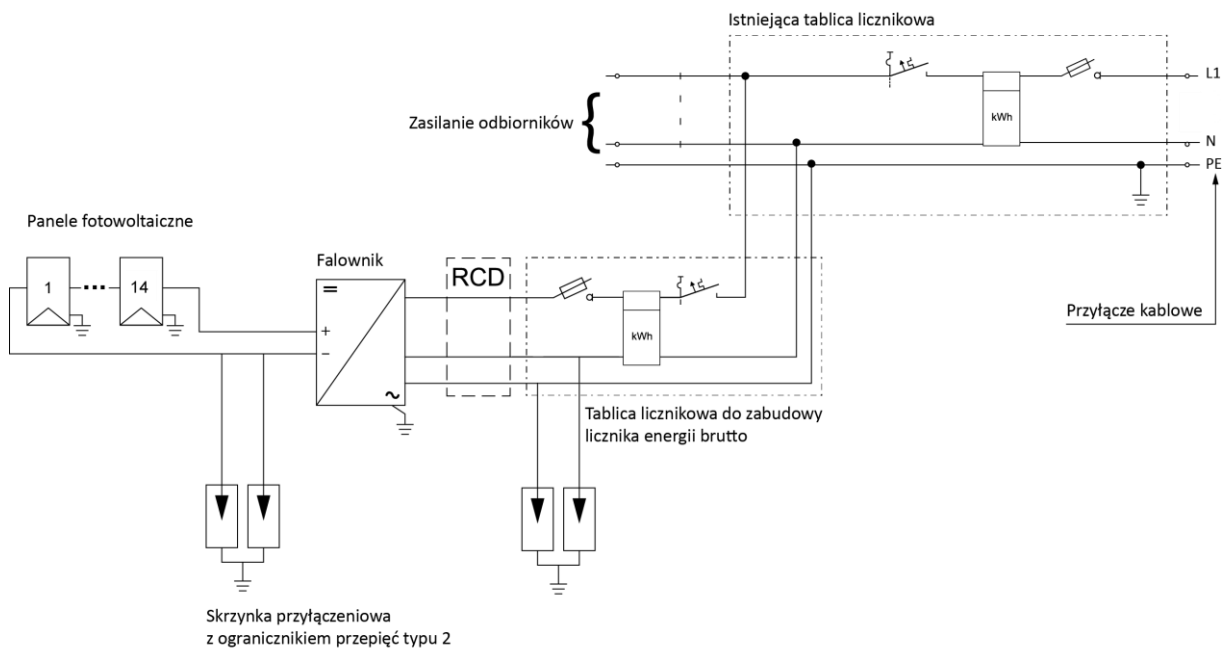 Istniejąca tablica licznikowa
L1
kWh
Zasilanie odbiorników
N
PE
Panele fotowoltaiczne
Falownik
RCD
1
14
+
−
kWh
Przyłącze kablowe
Tablica licznikowa do zabudowy
licznika energii brutto
Skrzynka przyłączeniowa
z ogranicznikiem przepięć typu 2